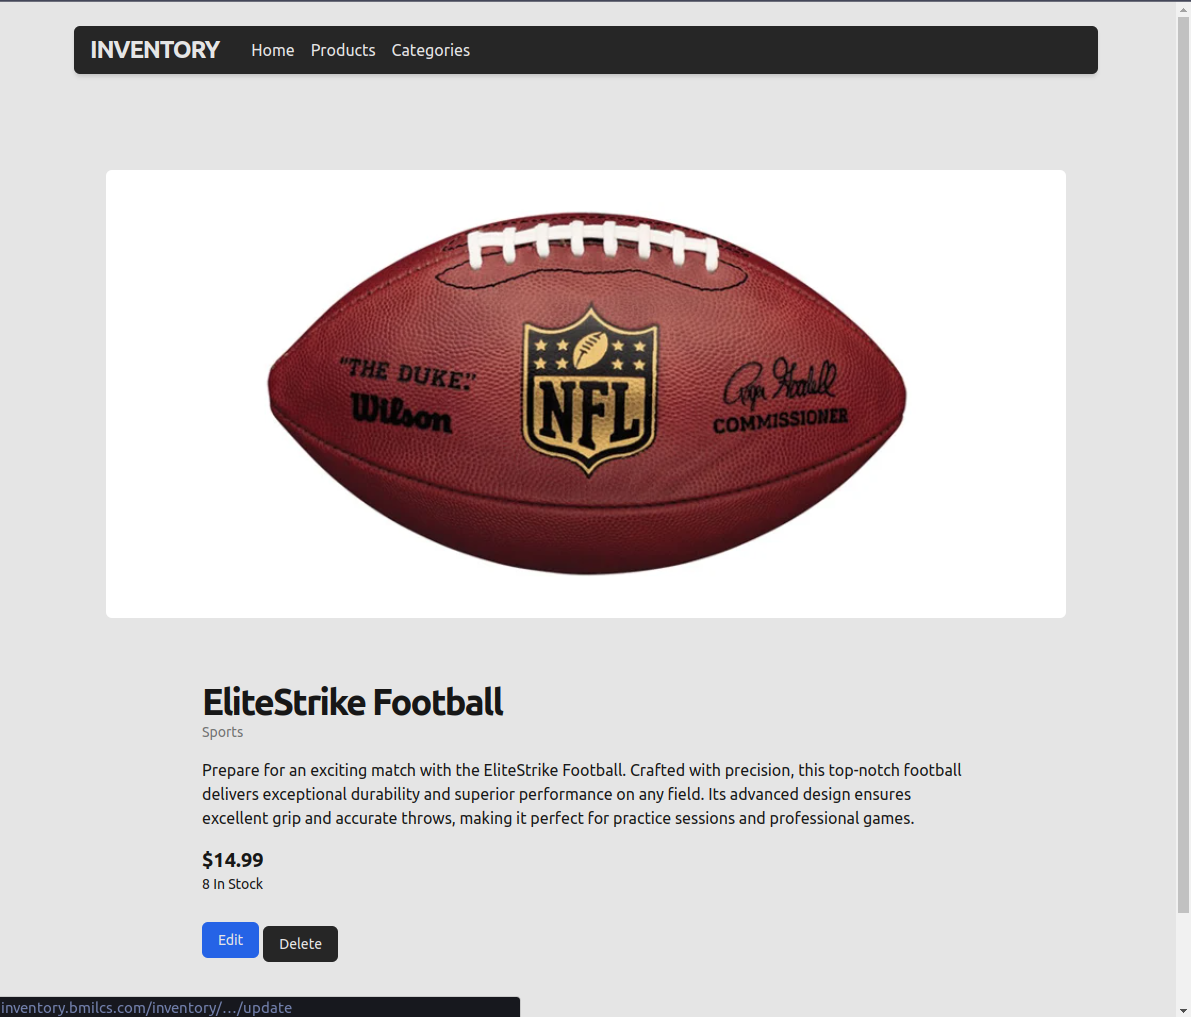 INVENTORY Home Products Categories
"THE DUKE."
Wilson
NFL
COMMISSIONER
EliteStrike Football
Sports
Prepare for an exciting match with the EliteStrike Football. Crafted with precision, this top-notch football
delivers exceptional durability and superior performance on any field. Its advanced design ensures
excellent grip and accurate throws, making it perfect for practice sessions and professional games.
$14.99
8 In Stock
Edit Delete
inventory.bmilcs.com/inventory/…/update